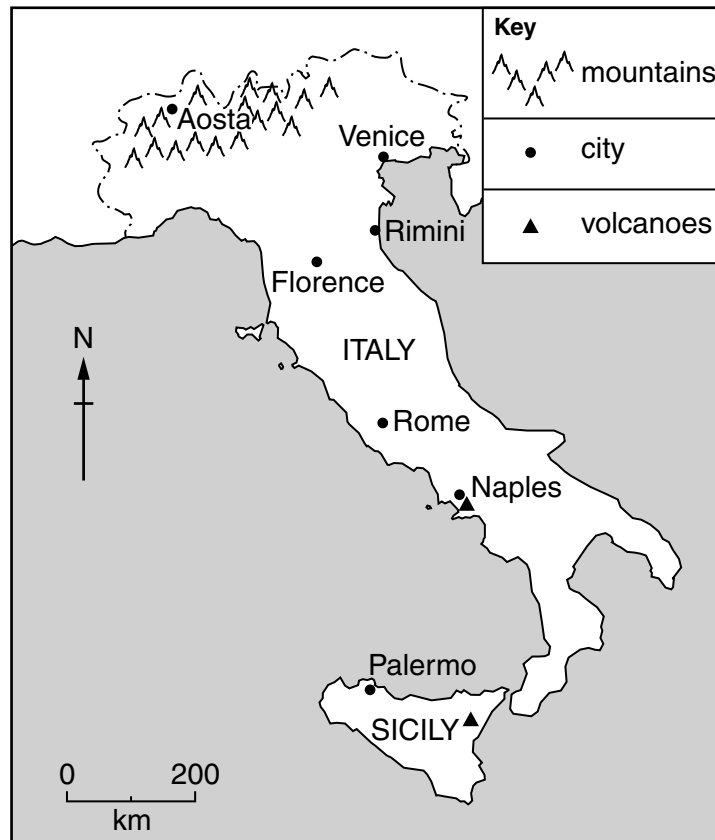 Key
mountains
city
volcanoes
Aosta
Venice
Rimini
Florence
N
ITALY
Rome
Naples
Palermo
SICILY
0 200
km